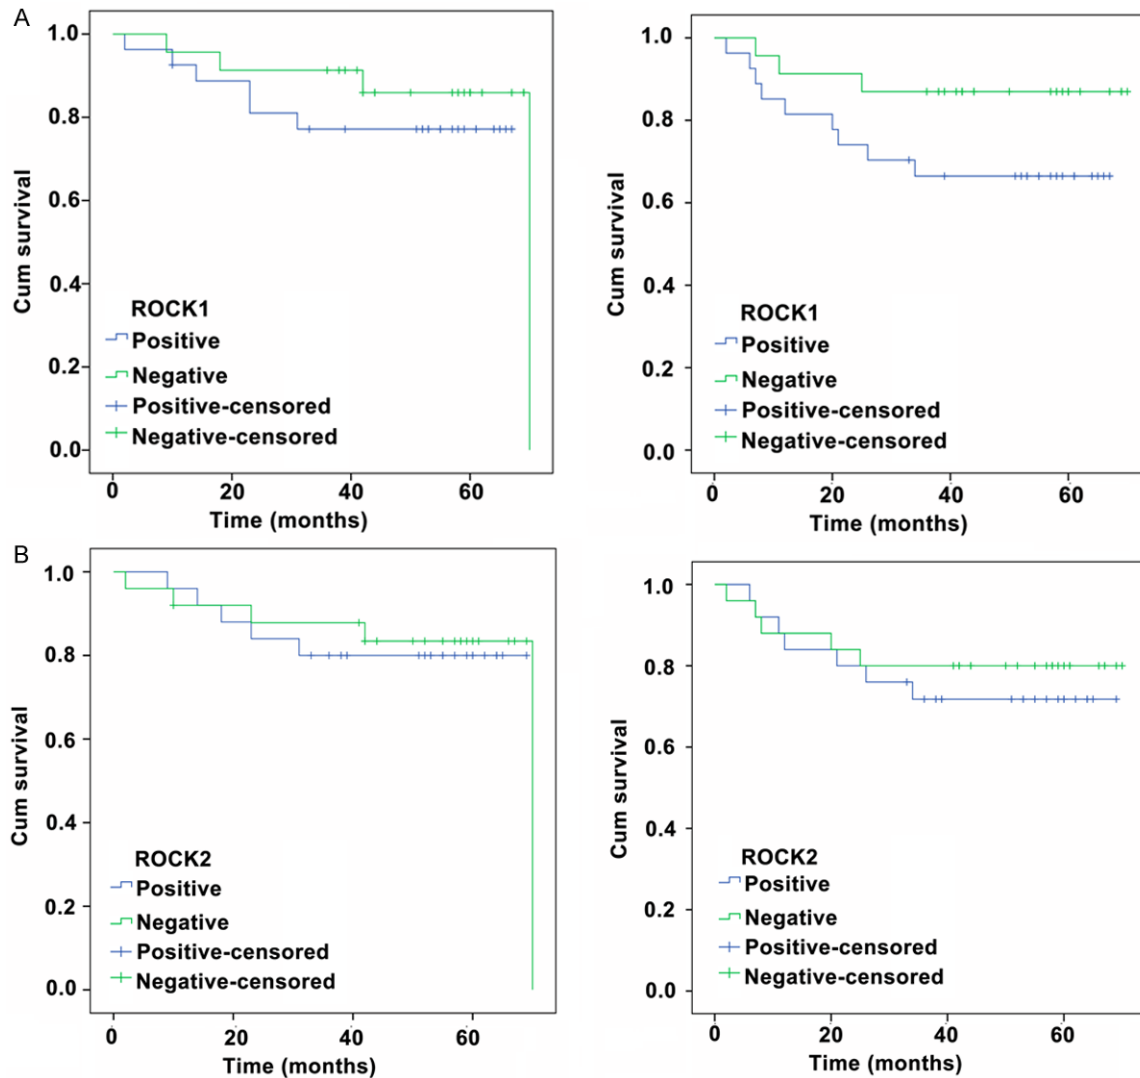 A
1.0
0.8
0.6
0.4
0.2
0.0
Cum survival
ROCK1
Positive
Negative
Positive-censored
Negative-censored
0 20 40 60
Time (months)
1.0
0.8
0.6
0.4
0.2
0.0
Cum survival
ROCK1
Positive
Negative
Positive-censored
Negative-censored
0 20 40 60
Time (months)
B
1.0
0.8
0.6
0.4
0.2
0.0
Cum survival
ROCK2
Positive
Negative
Positive-censored
Negative-censored
0 20 40 60
Time (months)
1.0
0.8
0.6
0.4
0.2
0.0
Cum survival
ROCK2
Positive
Negative
Positive-censored
Negative-censored
0 20 40 60
Time (months)